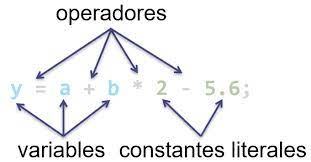 operadores
y = a + b * 2 - 5.6;
variables constantes literales